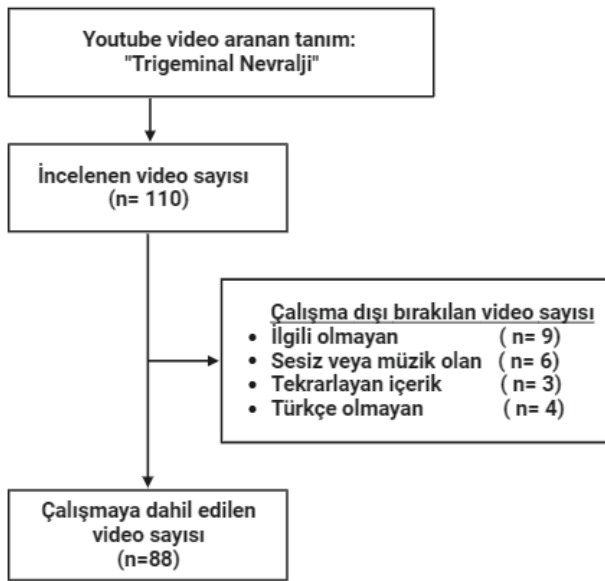 Youtube video aranan tanım:
"Trigeminal Nevralji"
İncelenen video sayısı
(n= 110)
Çalışma dışı bırakılan video sayısı
• İlgili olmayan ( n= 9)
• Sesiz veya müzik olan ( n= 6)
• Tekrarlayan içerik ( n= 3)
• Türkçe olmayan ( n= 4)
Çalışmaya dahil edilen
video sayısı
(n=88)